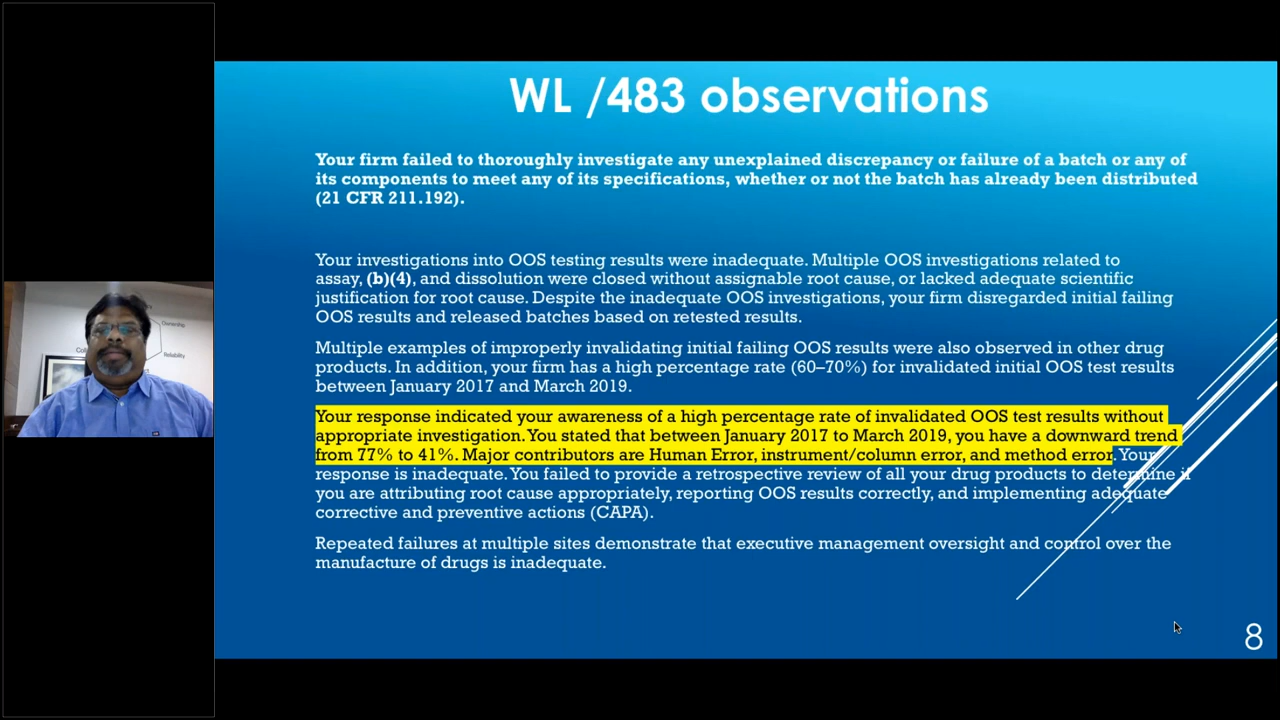 WL /483 observations
Your firm failed to thoroughly investigate any unexplained discrepancy or failure of a batch or any of
its components to meet any of its specifications, whether or not the batch has already been distributed
(21 CFR 211.192).
Your investigations into OOS testing results were inadequate. Multiple OOS investigations related to
assay, (b)(4), and dissolution were closed without assignable root cause, or lacked adequate scientific
justification for root cause. Despite the inadequate OOS investigations, your firm disregarded initial failing
OOS results and released batches based on retested results.
Multiple examples of improperly invalidating initial failing OOS results were also observed in other drug
products. In addition, your firm has a high percentage rate (60–70%) for invalidated initial OOS test results
between January 2017 and March 2019.
Your response indicated your awareness of a high percentage rate of invalidated OOS test results without
appropriate investigation. You stated that between January 2017 to March 2019, you have a downward trend
from 77% to 41%. Major contributors are Human Error, instrument/column error, and method error. Your
response is inadequate. You failed to provide a retrospective review of all your drug products to determine if
you are attributing root cause appropriately, reporting OOS results correctly, and implementing adequate
corrective and preventive actions (CAPA).
Repeated failures at multiple sites demonstrate that executive management oversight and control over the
manufacture of drugs is inadequate.
8
Ownership
Reliability